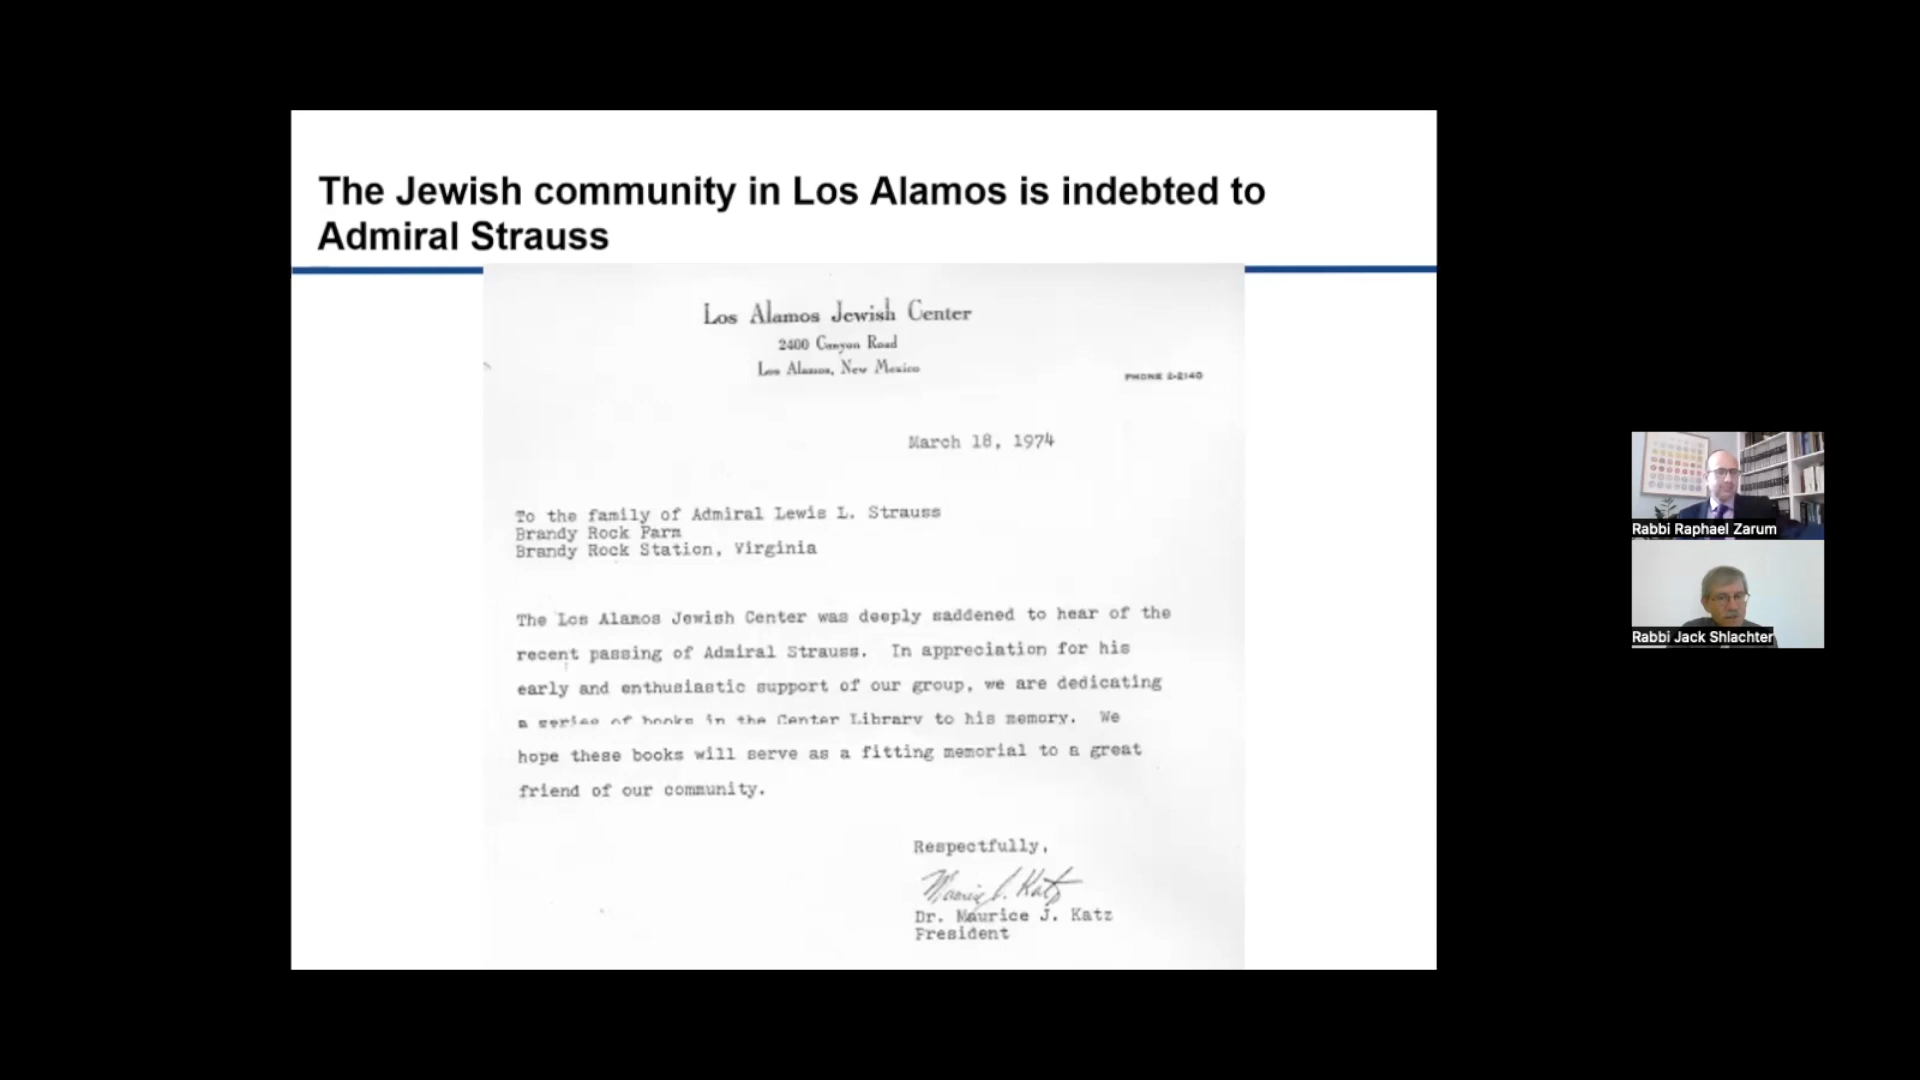 The Jewish community in Los Alamos is indebted to
Admiral Strauss
Los Alamos Jewish Center
2400 Canyon Road
Los Alamos, New Mexico
PHONE 2-2140
March 18, 1974
To the family of Admiral Lewis L. Strauss
Brandy Rock Farm
Brandy Rock Station, Virginia
The Los Alamos Jewish Center was deeply saddened to hear of the
recent passing of Admiral Strauss. In appreciation for his
early and enthusiastic support of our group, we are dedicating
a series of books in the Center Library to his memory. We
hope these books will serve as a fitting memorial to a great
friend of our community.
Respectfully,
Maurice J. Katz
Dr. Maurice J. Katz
President
Rabbi Raphael Zarum
Rabbi Jack Shlachter